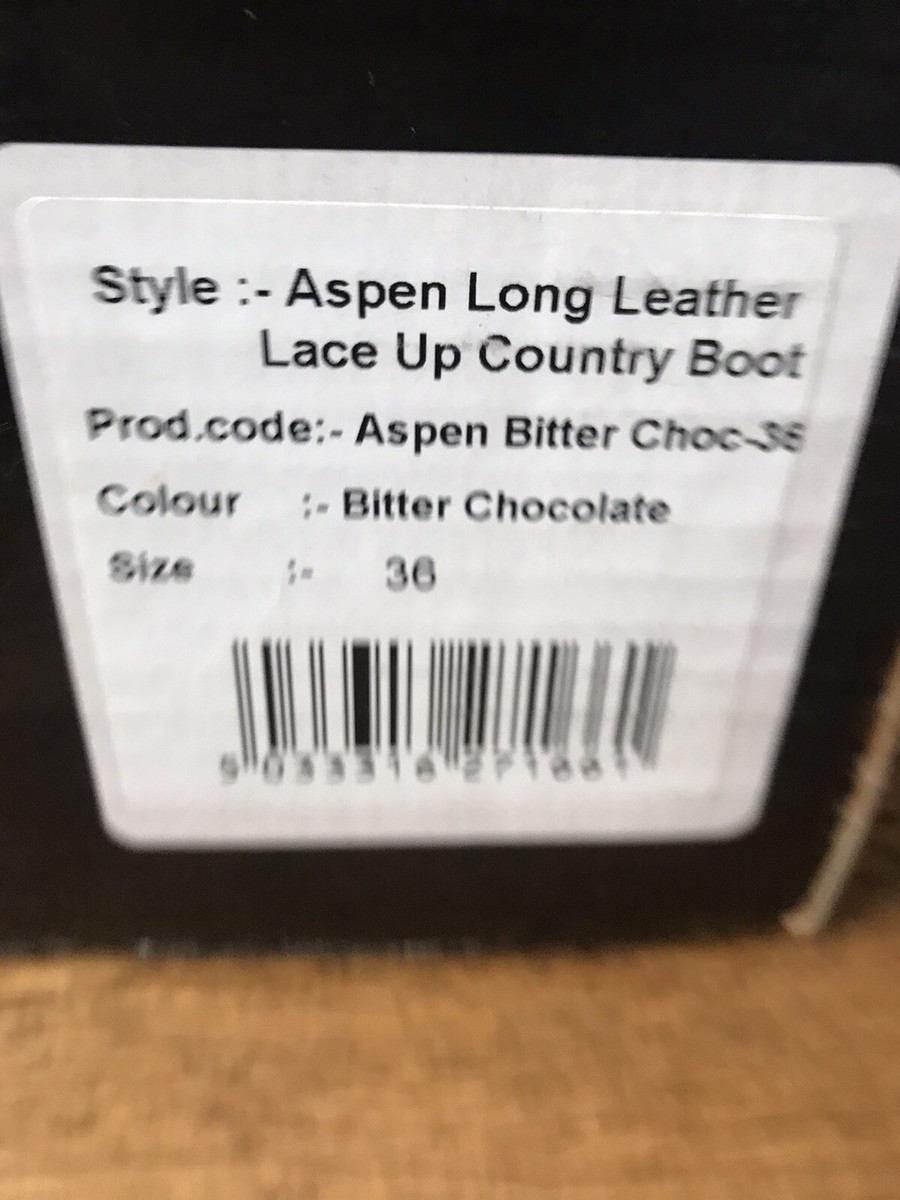 Style :- Aspen Long Leather
Lace Up Country Boot
Prod.code:- Aspen Bitter Choc-36
Colour :- Bitter Chocolate
Size :- 36